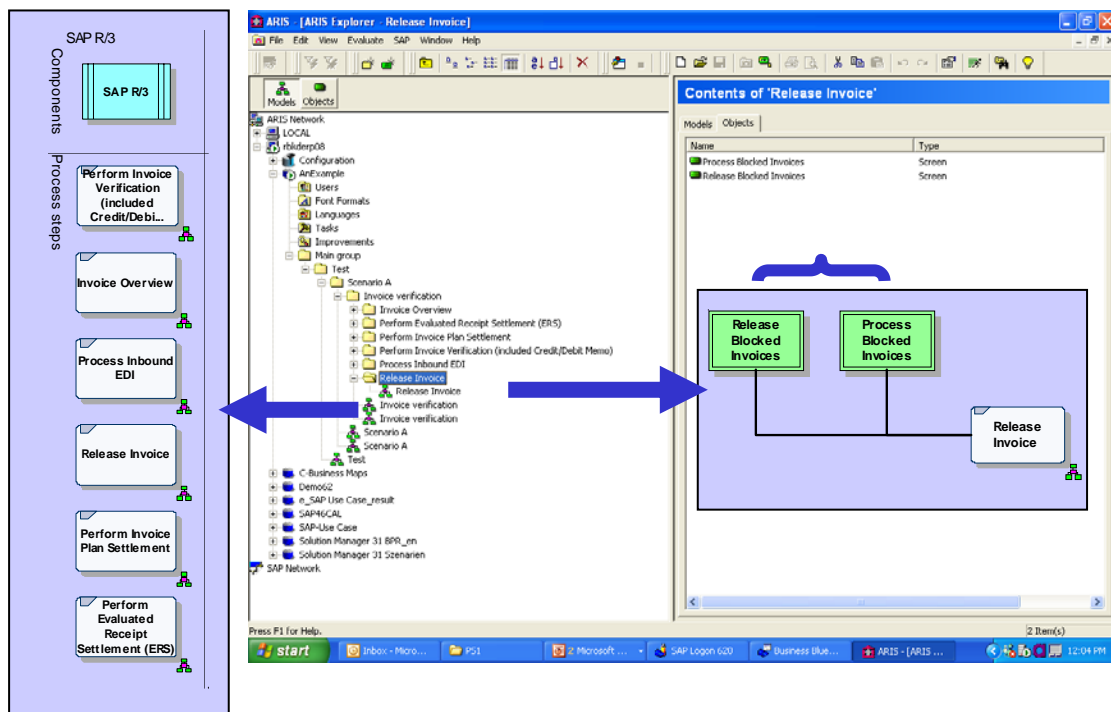 SAP R/3
Components
SAP R/3
Process steps
Perform Invoice
Verification
(included
Credit/Debi...
Invoice Overview
Process Inbound
EDI
Release Invoice
Perform Invoice
Plan Settlement
Perform
Evaluated
Receipt
Settlement (ERS)
ARIS - [ARIS Explorer - Release Invoice]
File Edit View Evaluate SAP Window Help
Models Objects
ARIS Network
LOCAL
rbkderp08
Configuration
AnExample
Users
Font Formats
Languages
Tasks
Improvements
Main group
Test
Scenario A
Invoice verification
Invoice Overview
Perform Evaluated Receipt Settlement (ERS)
Perform Invoice Plan Settlement
Perform Invoice Verification (included Credit/Debit Memo)
Process Inbound EDI
Release Invoice
Release Invoice
Invoice verification
Invoice verification
Scenario A
Scenario A
Test
C-Business Maps
Demo62
e_SAP Use Case_result
SAP46CAL
SAP-Use Case
Solution Manager 31 BPR_en
Solution Manager 31 Szenarien
SAP Network
Contents of 'Release Invoice'
Models Objects
Name Type
Process Blocked Invoices Screen
Release Blocked Invoices Screen
Release
Blocked
Invoices
Process
Blocked
Invoices
Release
Invoice
Press F1 for Help.
2 Item(s)
start Inbox - Micro... P51 2 Microsoft ... SAP Logon 620 Business Blue... ARIS - [ARIS ... 12:04 PM